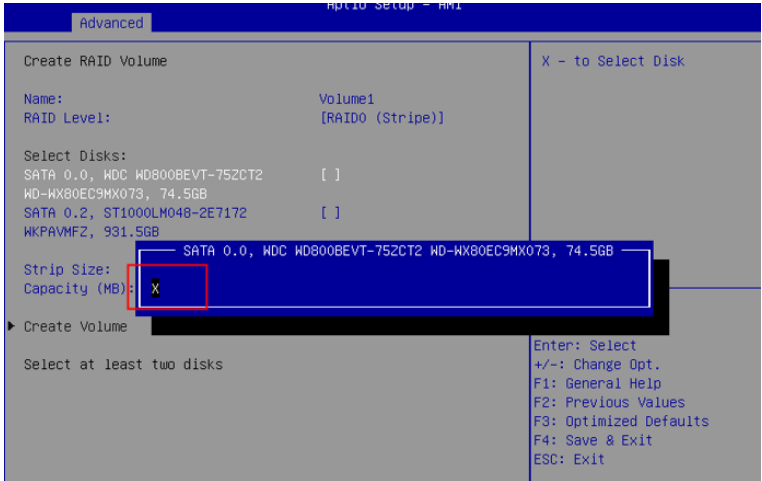 Aptio Setup - AMI
Advanced
Create RAID Volume
Name: Volume1
RAID Level: [RAID0 (Stripe)]
Select Disks:
SATA 0.0, WDC WD800BEVT-75ZCT2 [ ]
WD-WX80EC9MX073, 74.5GB
SATA 0.2, ST1000LM048-2E7172 [ ]
WKPAVMFZ, 931.5GB
SATA 0.0, WDC WD800BEVT-75ZCT2 WD-WX80EC9MX073, 74.5GB
X
Strip Size:
Capacity (MB):
Create Volume
Select at least two disks
X - to Select Disk
Enter: Select
+/-: Change Opt.
F1: General Help
F2: Previous Values
F3: Optimized Defaults
F4: Save & Exit
ESC: Exit